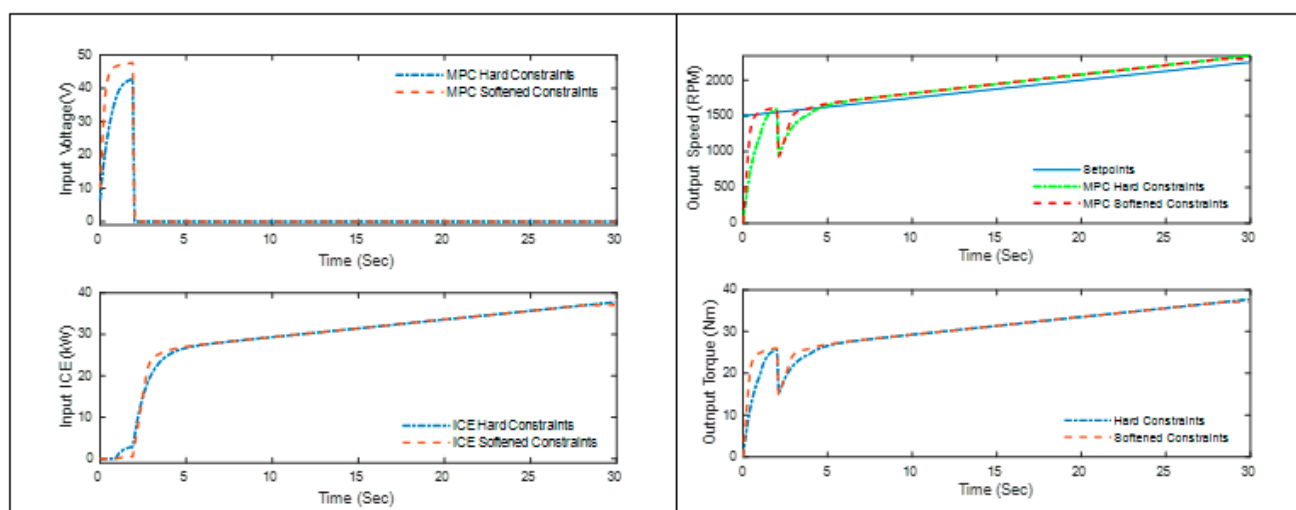 50
40
30
20
10
0
Input Voltage(V)
MPC Hard Constraints
MPC Softened Constraints
0 5 10 15 20 25 30
Time (Sec)
2000
1500
1000
500
0
Output Speed (RPM)
Setpoints
MPC Hard Constraints
MPC Softened Constraints
0 5 10 15 20 25 30
Time (Sec)
40
30
20
10
0
Input ICE(kW)
ICE Hard Constraints
ICE Softened Constraints
0 5 10 15 20 25 30
Time (Sec)
40
30
20
10
0
Outnput Torque (Nm)
Hard Constraints
Softened Constraints
0 5 10 15 20 25 30
Time (Sec)